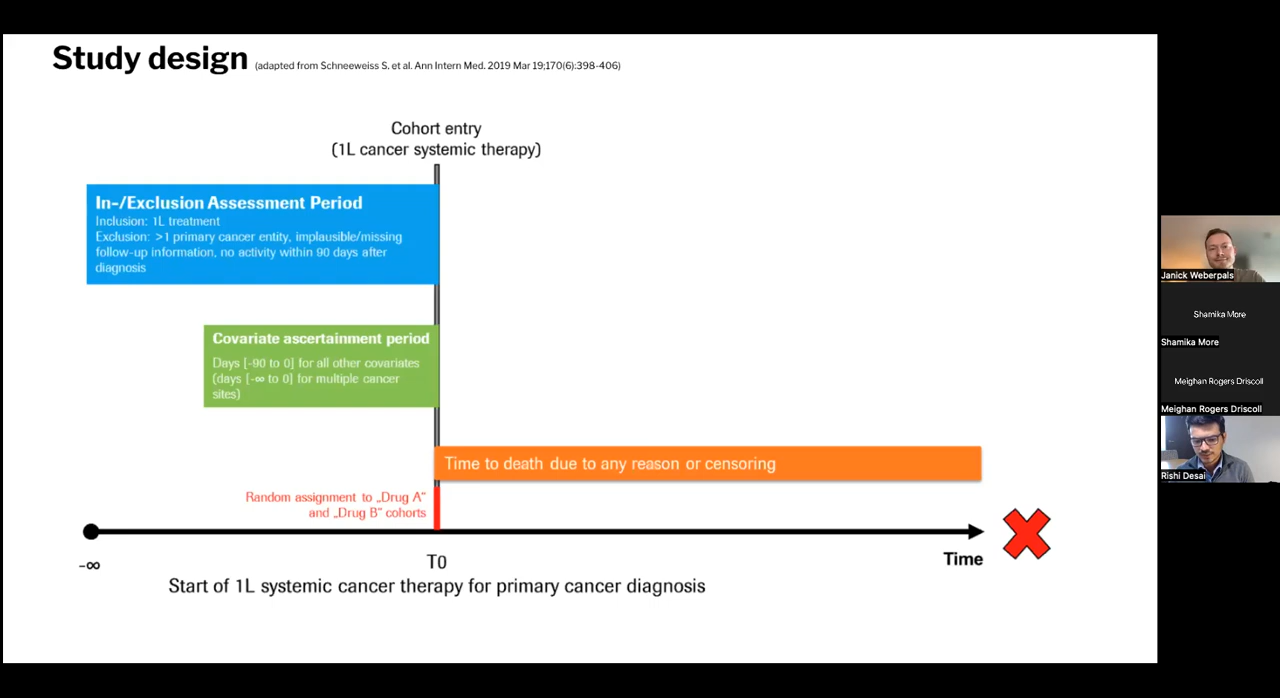 Study design (adapted from Schneeweiss S. et al. Ann Intern Med. 2019 Mar 19;170(6):398-406)
Cohort entry
(1L cancer systemic therapy)
In-/Exclusion Assessment Period
Inclusion: 1L treatment
Exclusion: >1 primary cancer entity, implausible/missing
follow-up information, no activity within 90 days after
diagnosis
Covariate ascertainment period
Days [-90 to 0] for all other covariates
(days [-∞ to 0] for multiple cancer
sites)
Time to death due to any reason or censoring
Random assignment to „Drug A“
and „Drug B“ cohorts
-∞
T0
Time
Start of 1L systemic cancer therapy for primary cancer diagnosis
Janick Weberpals
Shamika More
Shamika More
Meighan Rogers Driscoll
Meighan Rogers Driscoll
Rishi Desai